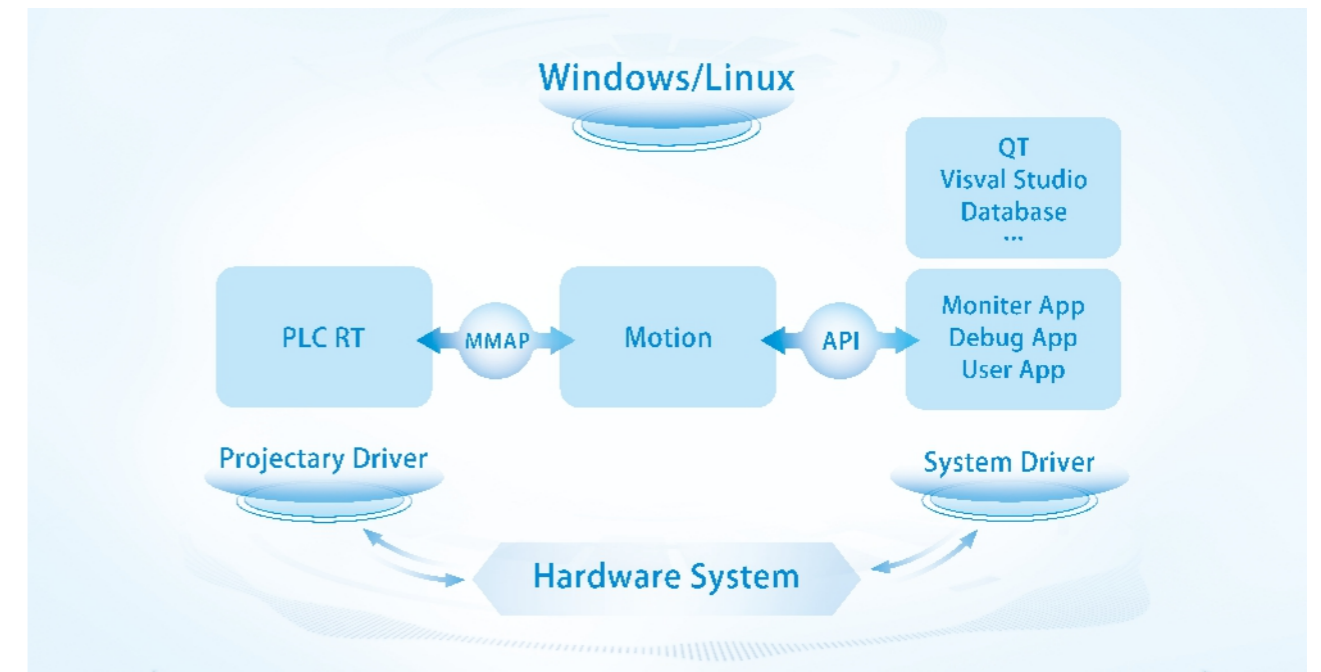 Windows/Linux
QT
Visval Studio
Database
...
PLC RT
MMAP
Motion
API
Moniter App
Debug App
User App
Projectary Driver
System Driver
Hardware System